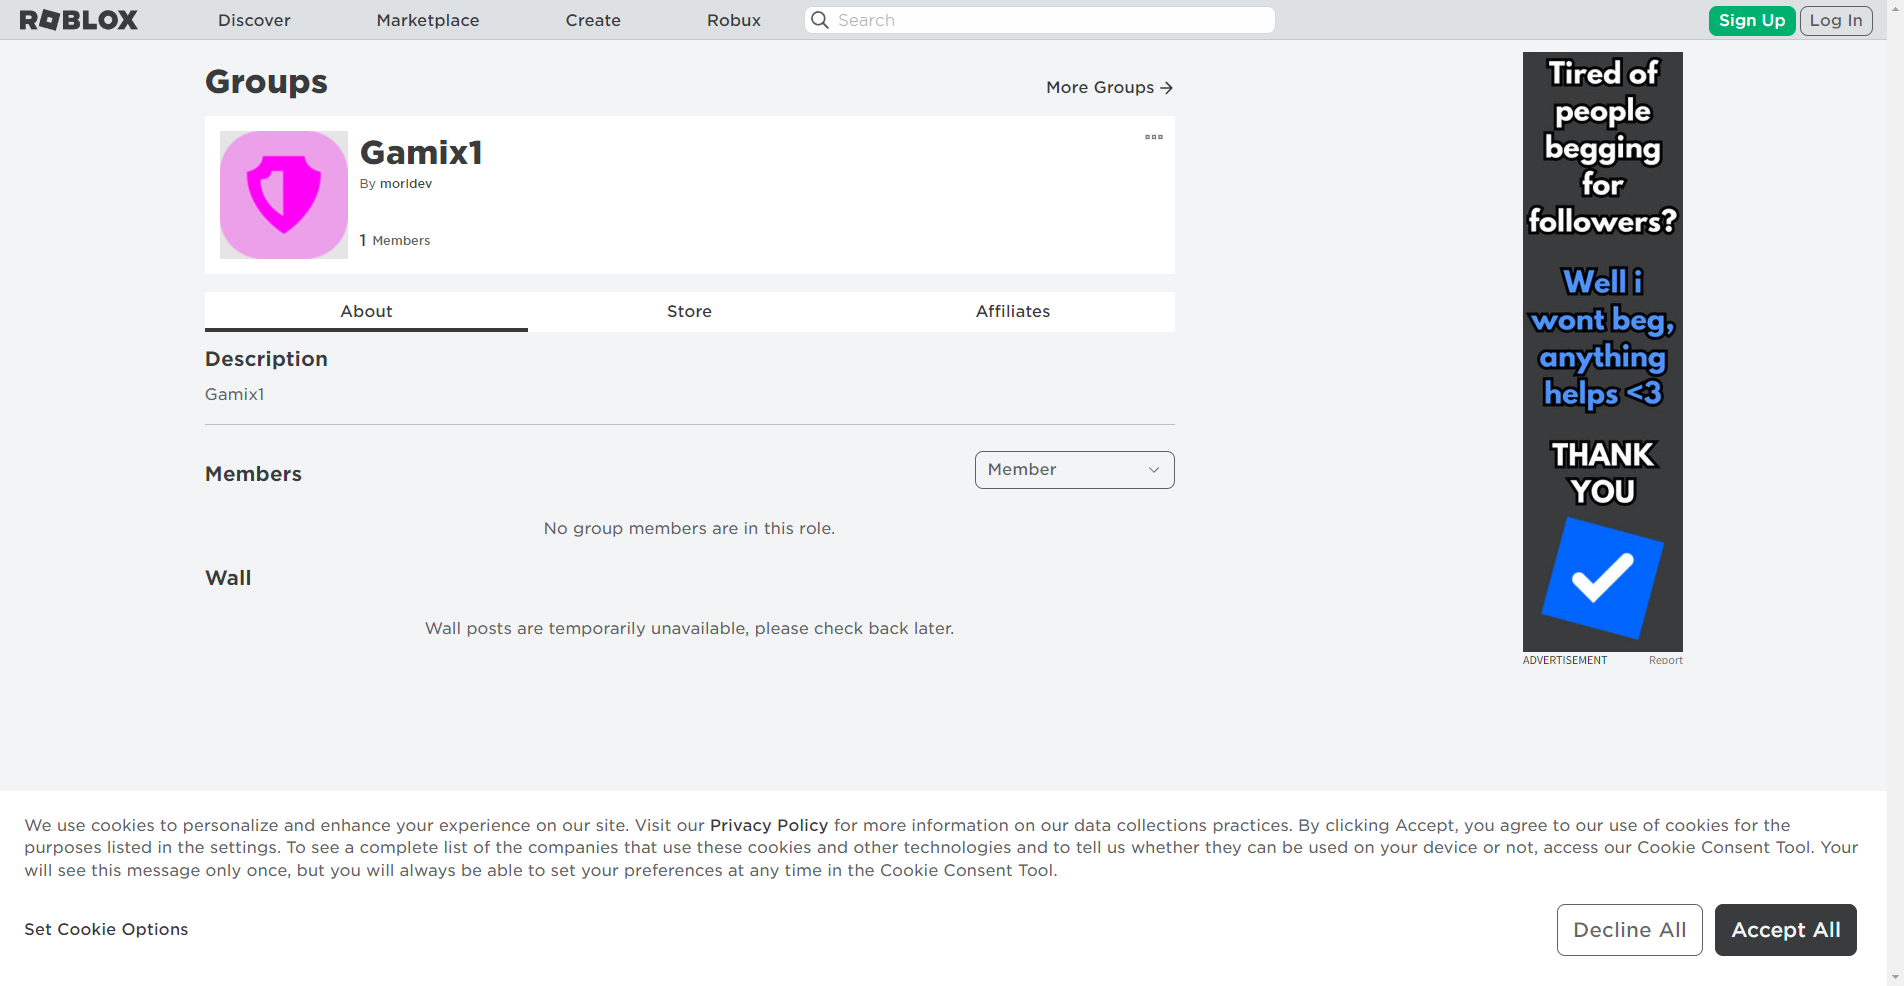 ROBLOX
Discover
Marketplace
Create
Robux
Search
Sign Up
Log In
Groups
More Groups
Gamix1
By morldev
1 Members
About
Store
Affiliates
Description
Gamix1
Members
Member
No group members are in this role.
Wall
Wall posts are temporarily unavailable, please check back later.
Tired of
people
begging
for
followers?
Well i
wont beg,
anything
helps <3
THANK
YOU
ADVERTISEMENT
Report
We use cookies to personalize and enhance your experience on our site. Visit our Privacy Policy for more information on our data collections practices. By clicking Accept, you agree to our use of cookies for the
purposes listed in the settings. To see a complete list of the companies that use these cookies and other technologies and to tell us whether they can be used on your device or not, access our Cookie Consent Tool. Your
will see this message only once, but you will always be able to set your preferences at any time in the Cookie Consent Tool.
Set Cookie Options
Decline All
Accept All